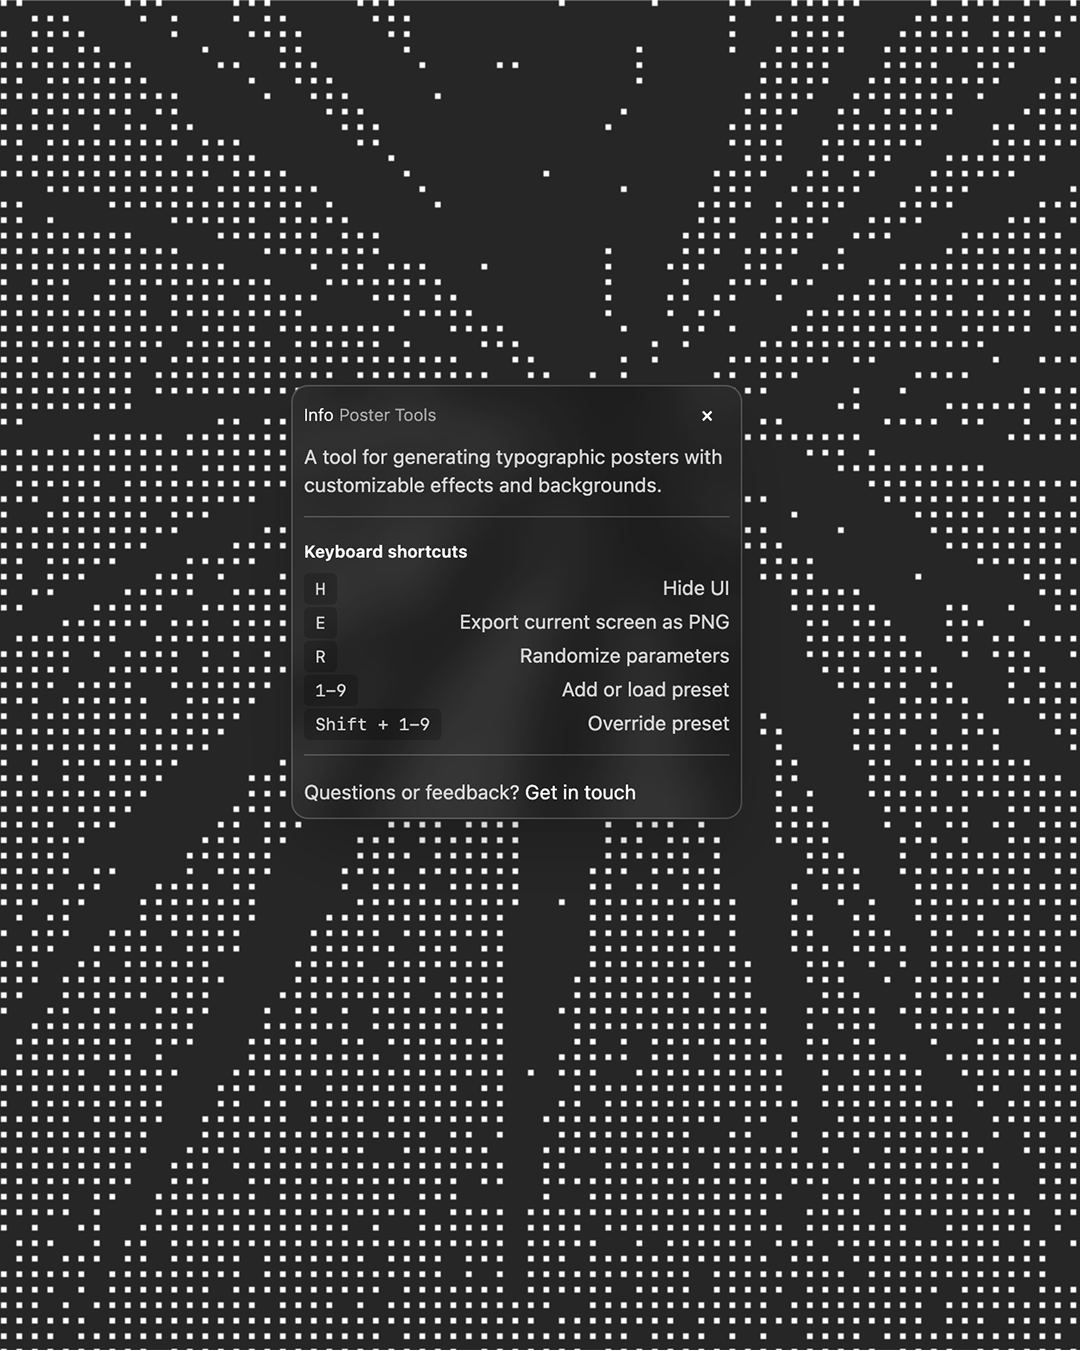 Info Poster Tools ×
A tool for generating typographic posters with
customizable effects and backgrounds.
Keyboard shortcuts
H Hide UI
E Export current screen as PNG
R Randomize parameters
1–9 Add or load preset
Shift + 1–9 Override preset
Questions or feedback? Get in touch